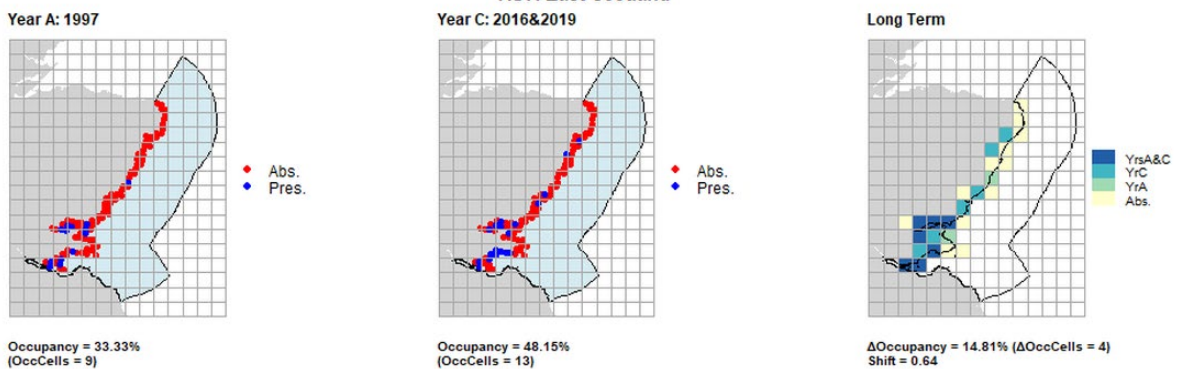 Year A: 1997
Year C: 2016&2019
Long Term
Abs.
Pres.
Abs.
Pres.
YrsA&C
YrC
YrA
Abs.
Occupancy = 33.33%
(OccCells = 9)
Occupancy = 48.15%
(OccCells = 13)
ΔOccupancy = 14.81% (ΔOccCells = 4)
Shift = 0.64